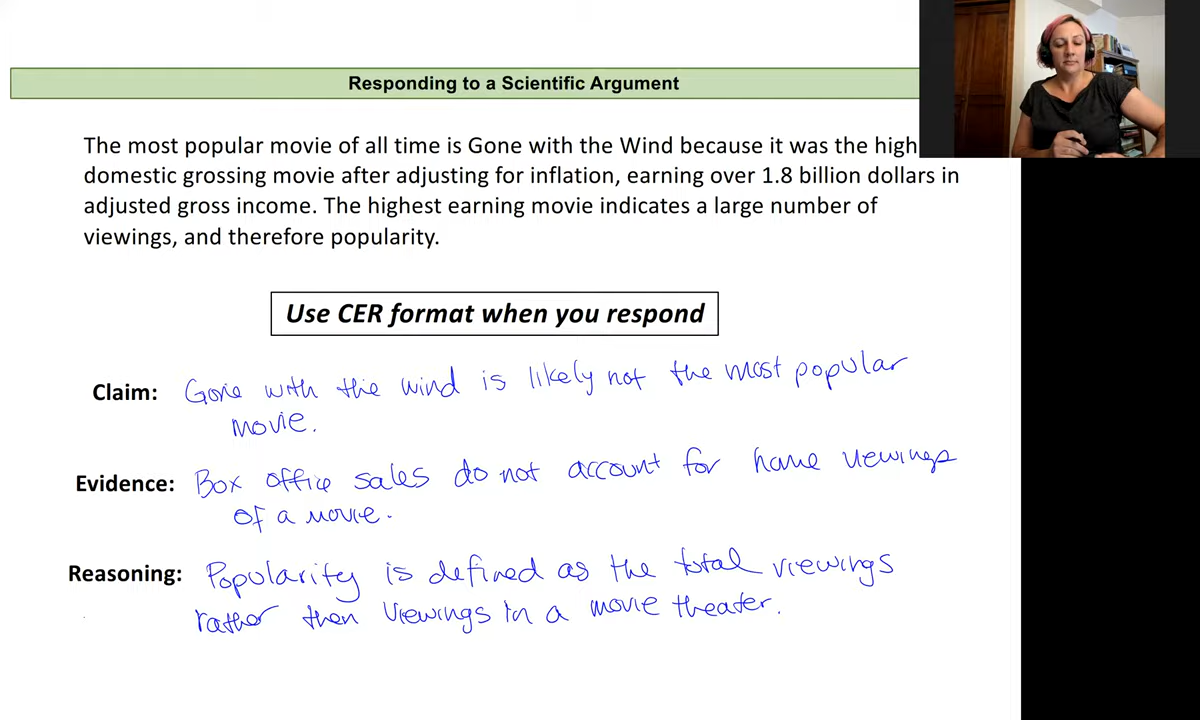 Responding to a Scientific Argument
The most popular movie of all time is Gone with the Wind because it was the high
domestic grossing movie after adjusting for inflation, earning over 1.8 billion dollars in
adjusted gross income. The highest earning movie indicates a large number of
viewings, and therefore popularity.
Use CER format when you respond
Claim: Gone with the wind is likely not the most popular
movie.
Evidence: Box office sales do not account for home viewings
of a movie.
Reasoning: Popularity is defined as the total viewings
rather then viewings in a movie theater.